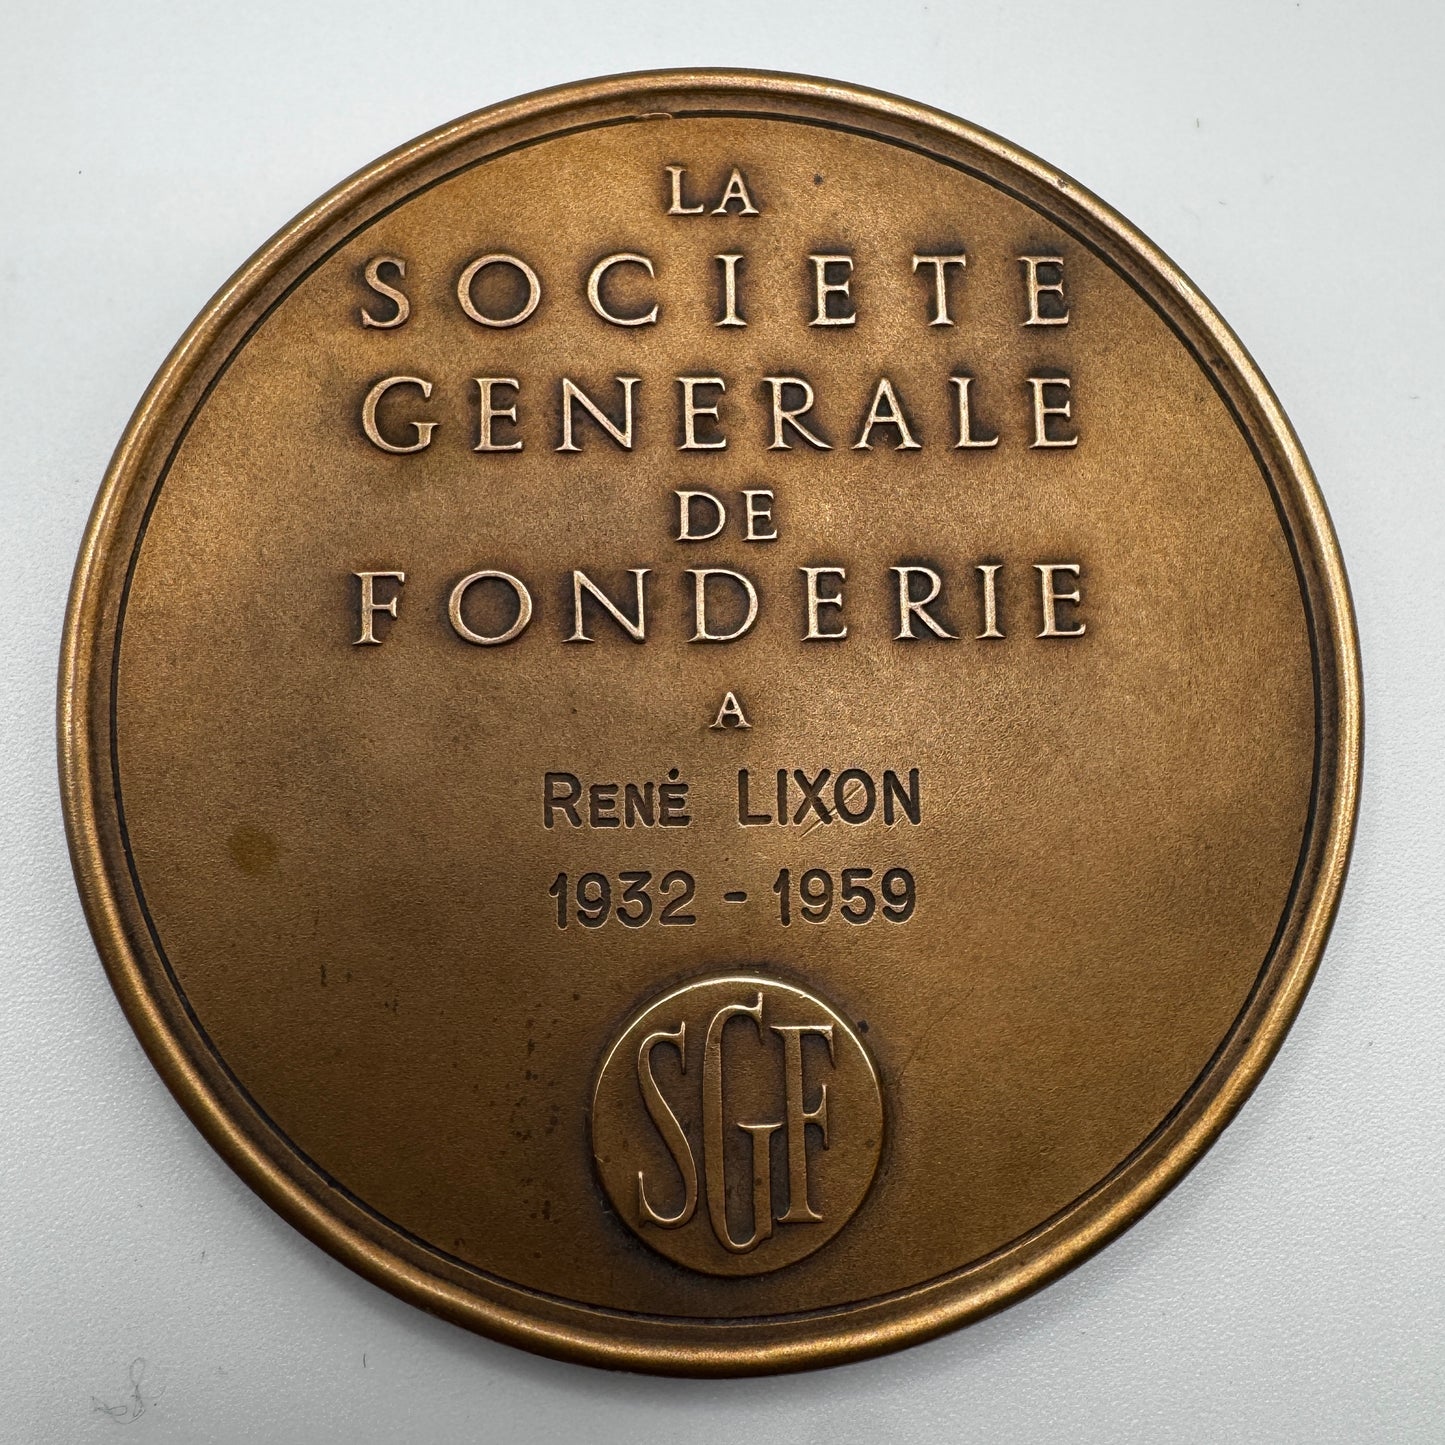 LA
SOCIETE
GENERALE
DE
FONDERIE
A
RENÉ LIXON
1932 - 1959
SGF